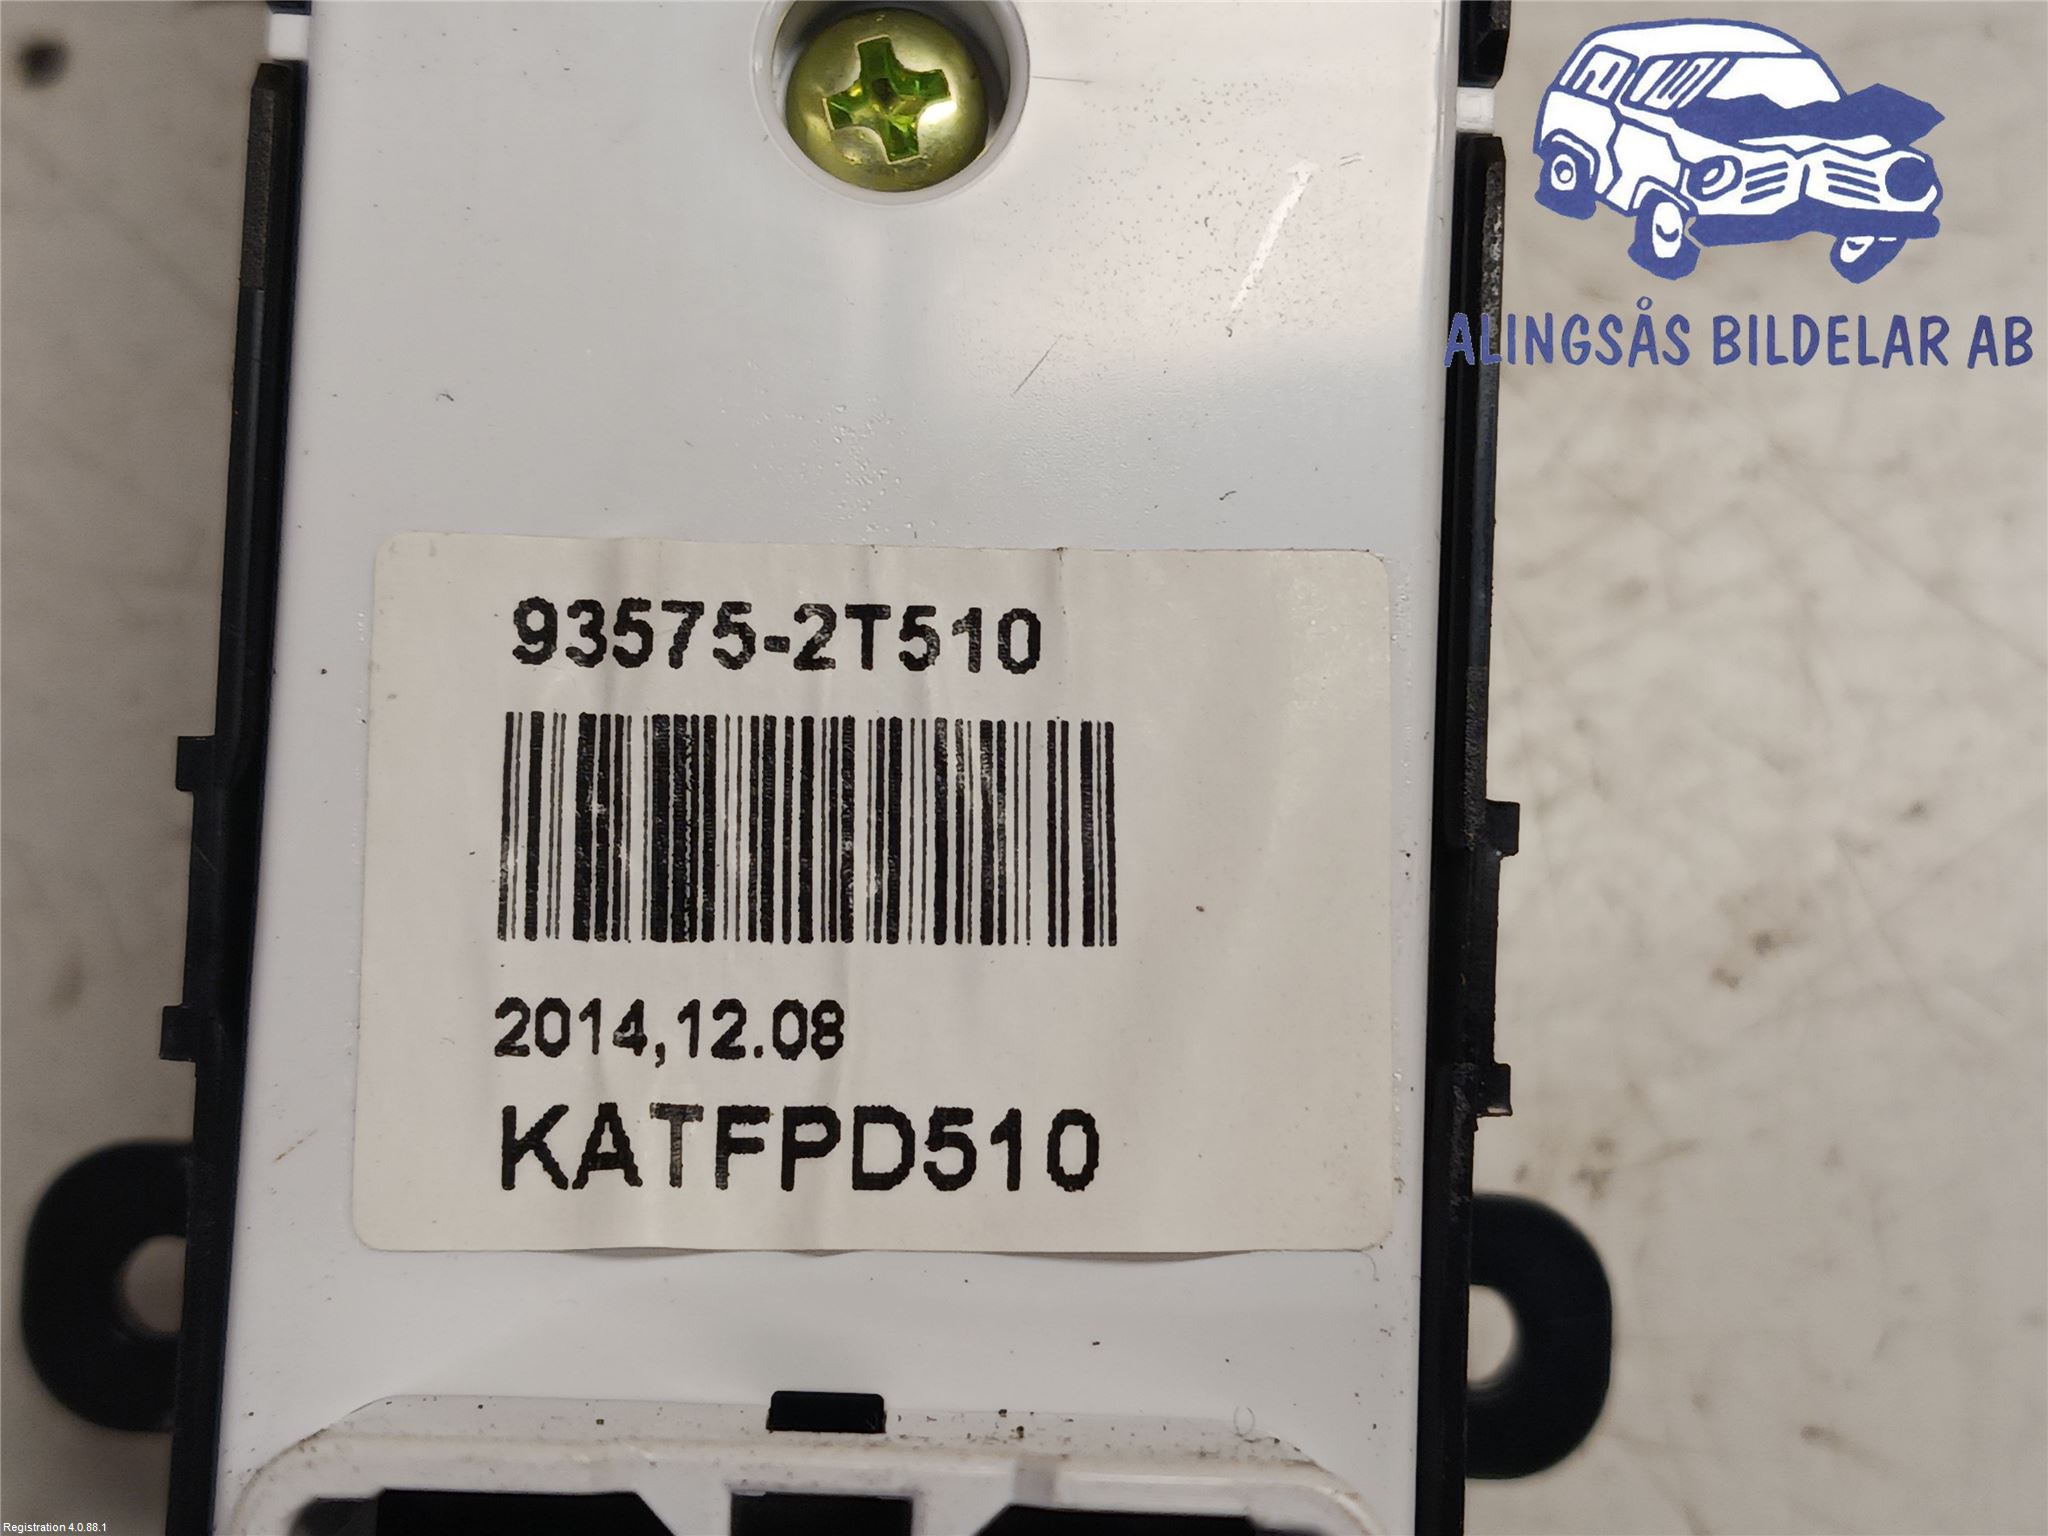 ALINGSÅS BILDELAR AB
93575-2T510
2014,12.08
KATFPD510
Registration 4.0.88.1